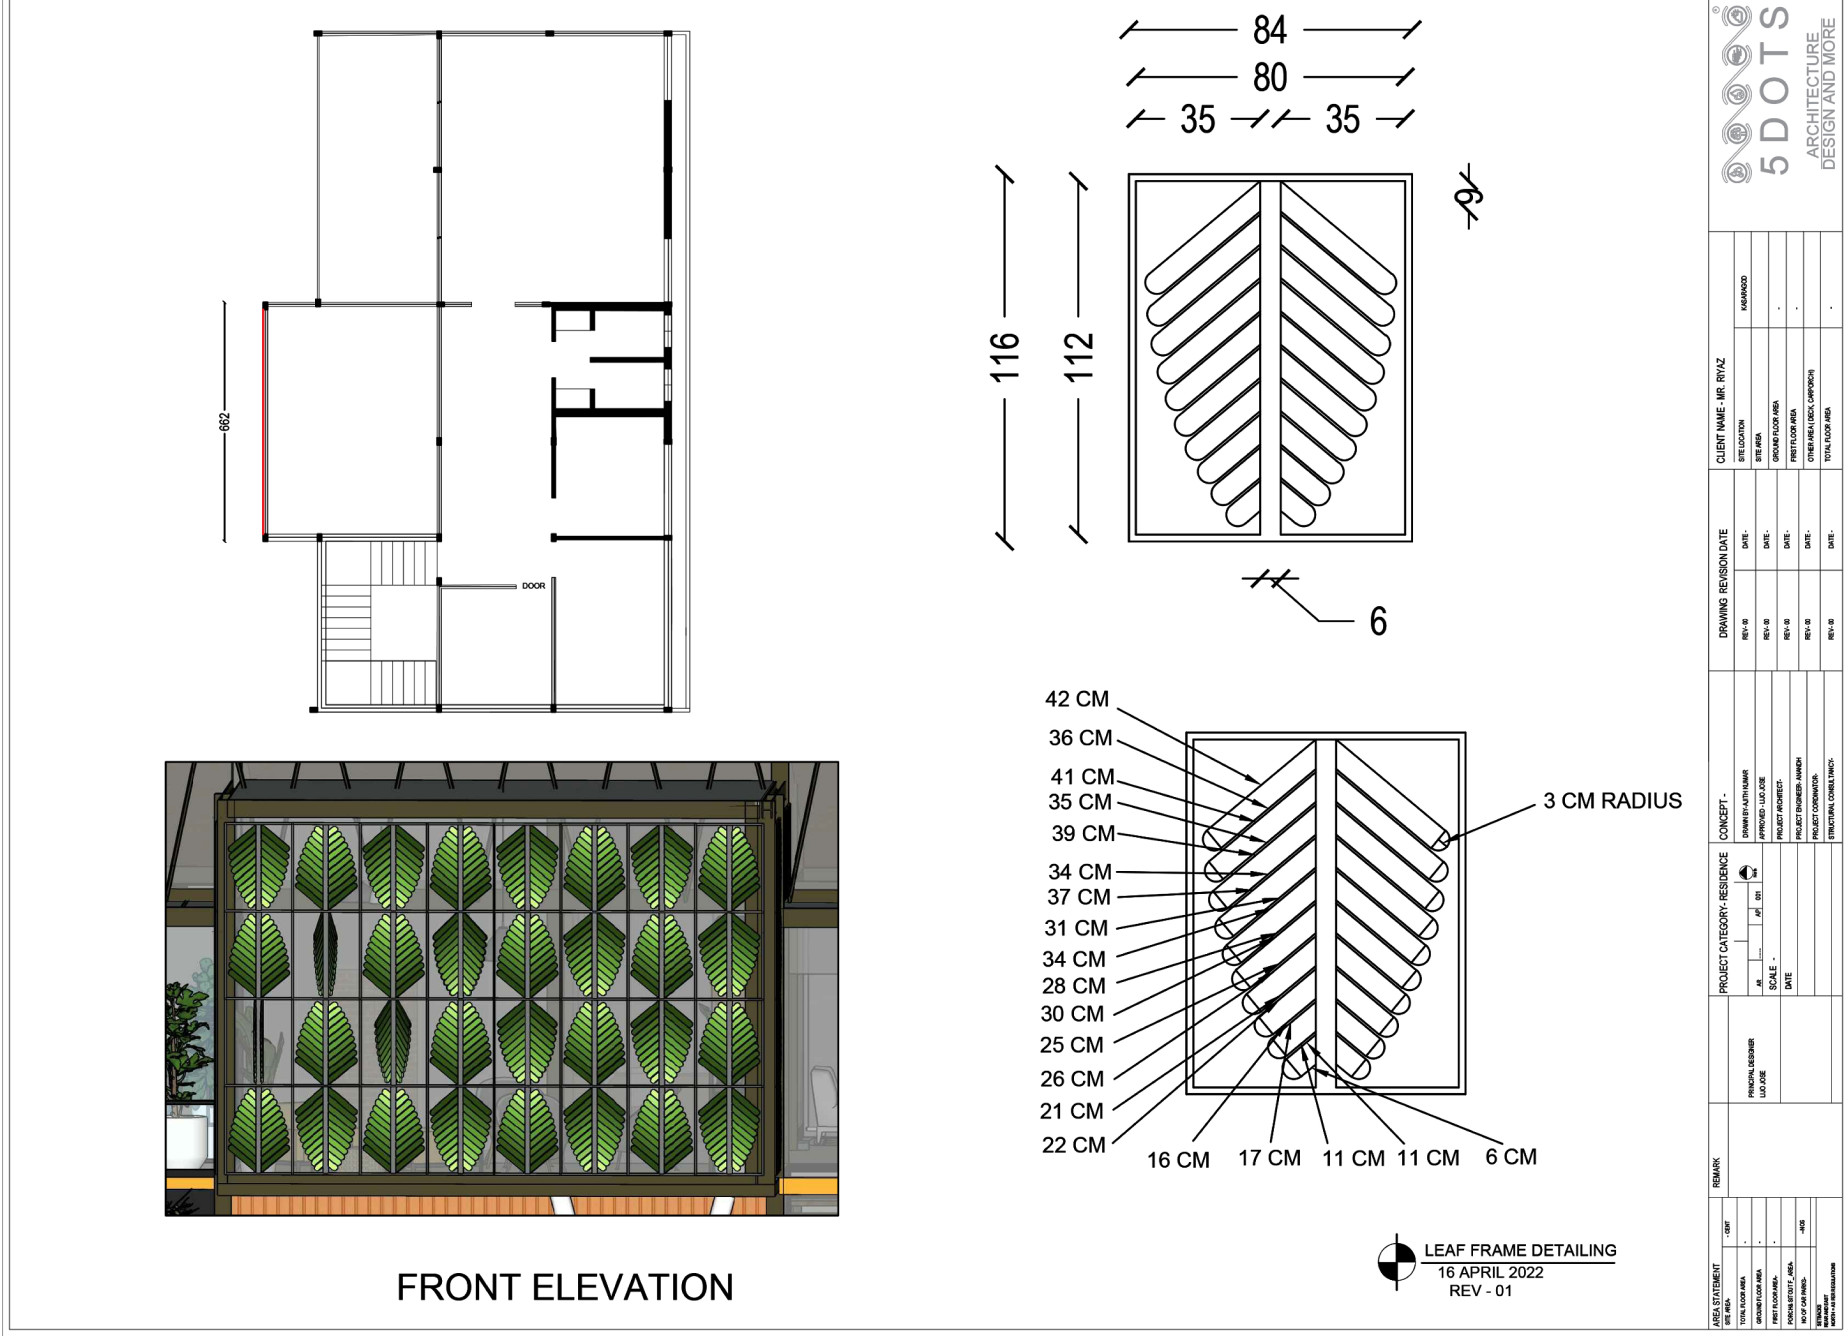 84
80
35
35
9
116
112
6
662
DOOR
42 CM
36 CM
41 CM
35 CM
39 CM
34 CM
37 CM
31 CM
34 CM
28 CM
30 CM
25 CM
26 CM
21 CM
22 CM
16 CM
17 CM
11 CM
11 CM
6 CM
3 CM RADIUS
FRONT ELEVATION
LEAF FRAME DETAILING
16 APRIL 2022
REV - 01
5DOTS
ARCHITECTURE
DESIGN AND MORE
CLIENT NAME - MR. RIYAZ
SITE LOCATION
KASARAGOD
SITE AREA
GROUND FLOOR AREA
-
FIRST FLOOR AREA
-
OTHER AREA ( DECK, CARPORCH)
TOTAL FLOOR AREA
-
DRAWING REVISION DATE
REV- 00
DATE -
REV- 00
DATE -
REV- 00
DATE -
REV- 00
DATE -
REV- 00
DATE -
CONCEPT -
DRAWN BY- AJITH KUMAR
APPROVED - LIJO JOSE
PROJECT ARCHITECT-
PROJECT ENGINEER- ANANDH
PROJECT CORDINATOR-
STRUCTURAL CONSULTANCY-
PROJECT CATEGORY - RESIDENCE
AR
AP
001
SCALE -
DATE
PRINCIPAL DESIGNER
LIJO JOSE
REMARK
AREA STATEMENT
SITE AREA-
- CENT
TOTAL FLOOR AREA
GROUND FLOOR AREA
FIRST FLOOR AREA-
NO OF CAR PARKS-
-NOS